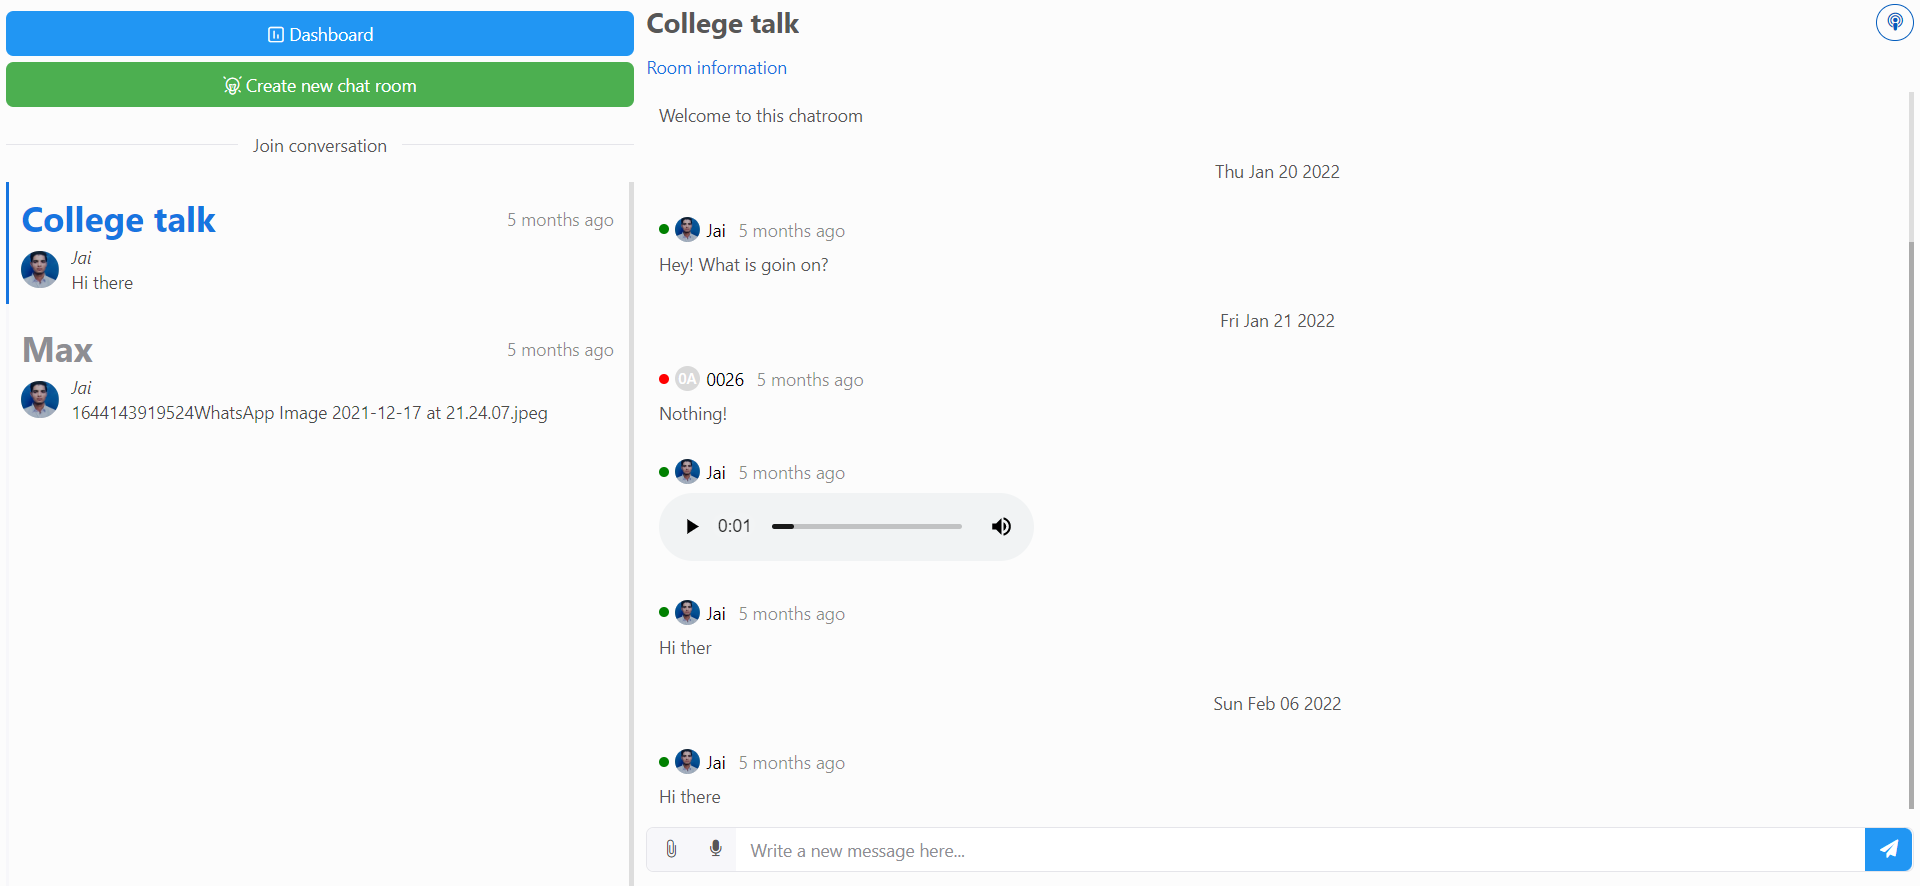 Dashboard
Create new chat room
Join conversation
College talk
5 months ago
Jai
Hi there
Max
5 months ago
Jai
1644143919524WhatsApp Image 2021-12-17 at 21.24.07.jpeg
College talk
Room information
Welcome to this chatroom
Thu Jan 20 2022
Jai 5 months ago
Hey! What is goin on?
Fri Jan 21 2022
0A 0026 5 months ago
Nothing!
Jai 5 months ago
0:01
Jai 5 months ago
Hi ther
Sun Feb 06 2022
Jai 5 months ago
Hi there
Write a new message here...